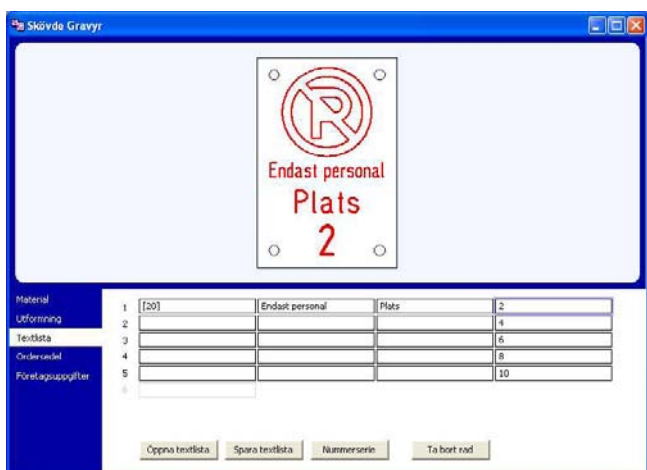 Skövde Gravyr
P
Endast personal
Plats
2
Material
Utformning
Textlista
Ordersedel
Företagsuppgifter
1 [20] Endast personal Plats 2
2 4
3 6
4 8
5 10
6
Öppna textlista Spara textlista Nummerserie Ta bort rad